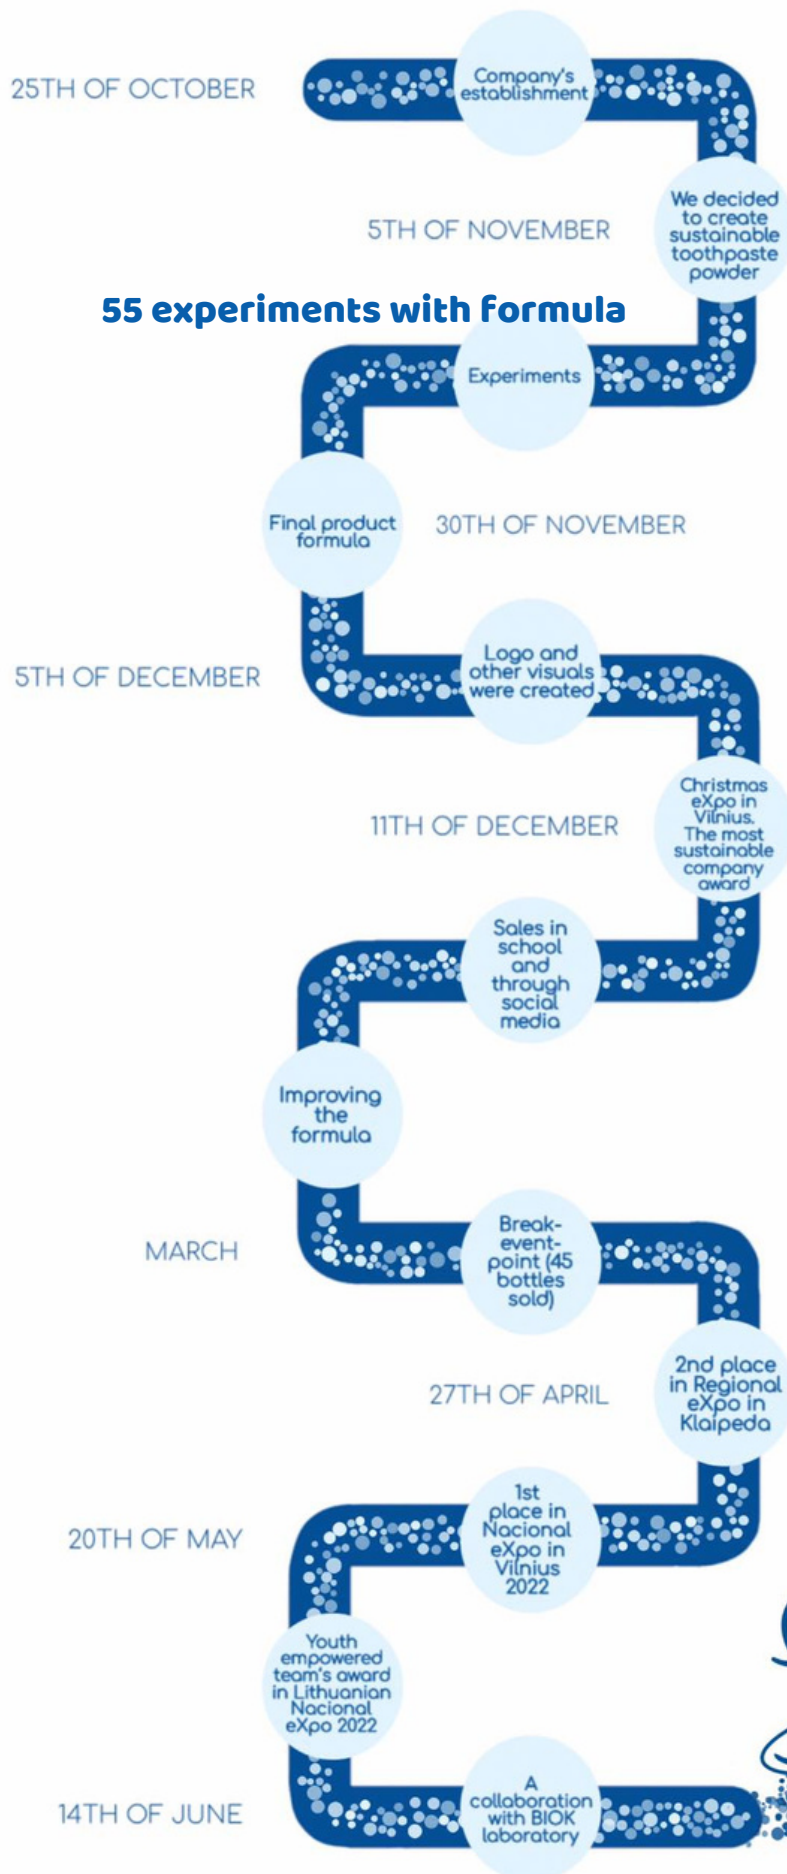 25TH OF OCTOBER
Company's
establishment
5TH OF NOVEMBER
We decided
to create
sustainable
toothpaste
powder
55 experiments with formula
Experiments
Final product
formula
30TH OF NOVEMBER
5TH OF DECEMBER
Logo and
other visuals
were created
11TH OF DECEMBER
Christmas
eXpo in
Vilnius.
The most
sustainable
company
award
Sales in
school
and
through
social
media
Improving
the
formula
MARCH
Break-
event-
point (45
bottles
sold)
27TH OF APRIL
2nd place
in Regional
eXpo in
Klaipeda
20TH OF MAY
1st
place in
Nacional
eXpo in
Vilnius
2022
Youth
empowered
team's award
in Lithuanian
Nacional
eXpo 2022
14TH OF JUNE
A
collaboration
with BIOK
laboratory